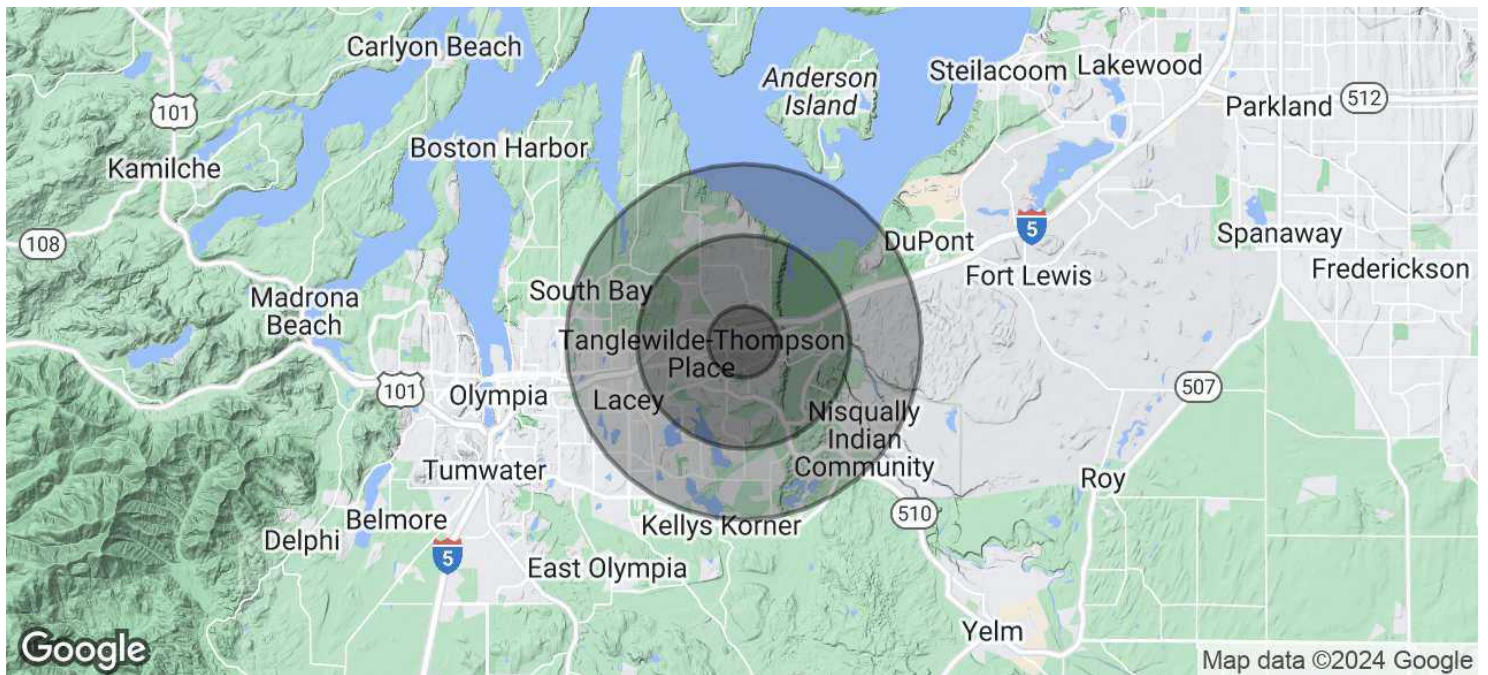 Carlyon Beach
Anderson
Island
Steilacoom
Lakewood
101
Parkland
512
Boston Harbor
Kamilche
5
DuPont
Spanaway
108
Fort Lewis
Frederickson
South Bay
Madrona
Beach
Tanglewilde-Thompson
Place
101
Olympia
Lacey
507
Nisqually
Indian
Community
Tumwater
Roy
Belmore
510
Kellys Korner
Delphi
5
East Olympia
Yelm
Google
Map data ©2024 Google